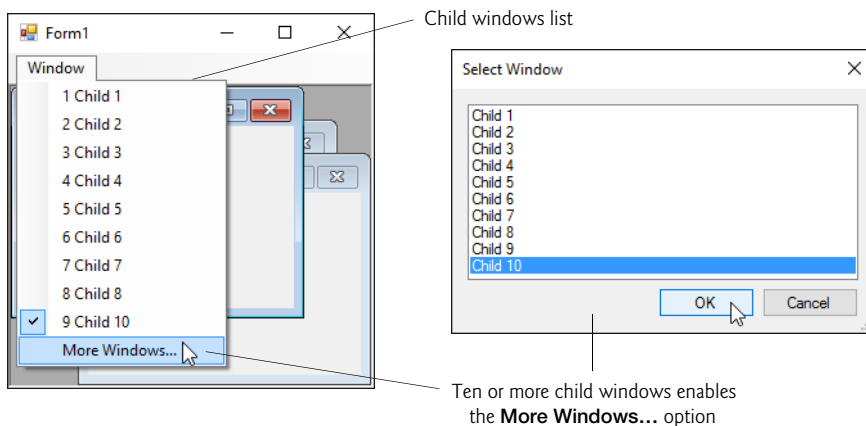 Child windows list
Form1
Window
1 Child 1
2 Child 2
3 Child 3
4 Child 4
5 Child 5
6 Child 6
7 Child 7
8 Child 8
9 Child 10
More Windows...
Select Window
Child 1
Child 2
Child 3
Child 4
Child 5
Child 6
Child 7
Child 8
Child 9
Child 10
OK
Cancel
Ten or more child windows enables
the More Windows... option